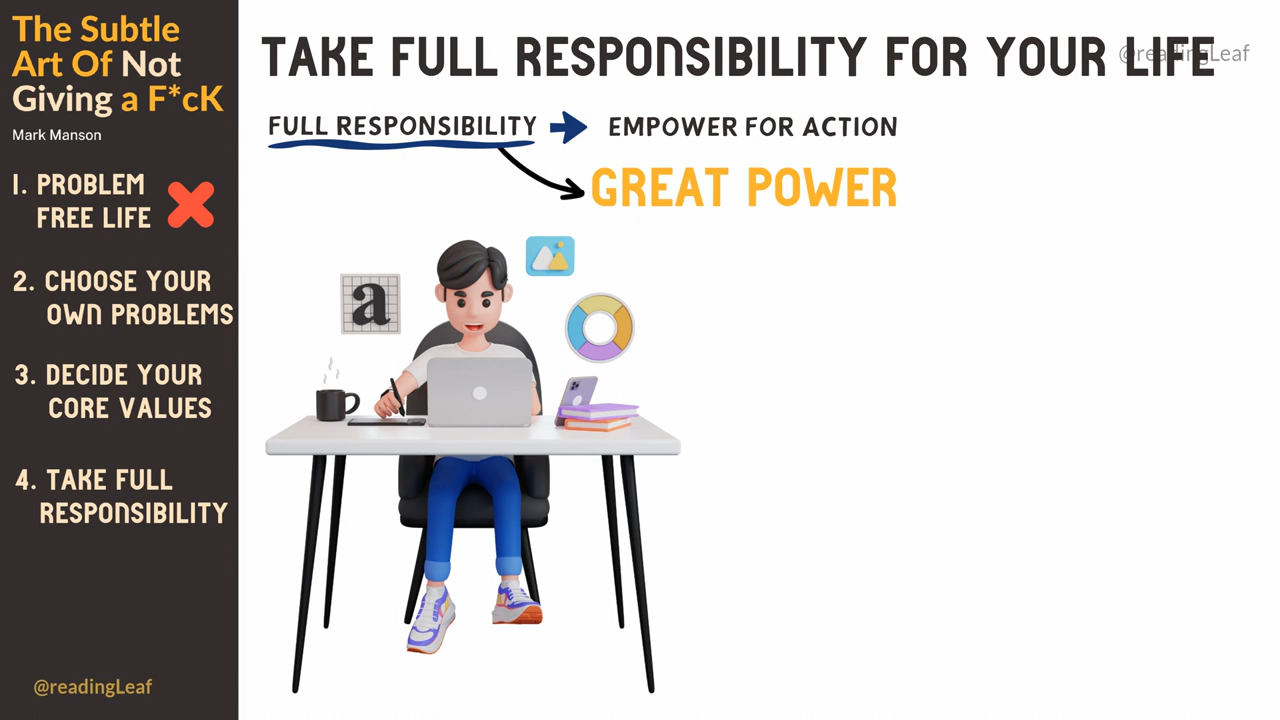 The Subtle
Art Of Not
Giving a F*cK
Mark Manson
1. PROBLEM
FREE LIFE
2. CHOOSE YOUR
OWN PROBLEMS
3. DECIDE YOUR
CORE VALUES
4. TAKE FULL
RESPONSIBILITY
@readingLeaf
TAKE FULL RESPONSIBILITY FOR YOUR LIFE
@readingLeaf
FULL RESPONSIBILITY
EMPOWER FOR ACTION
GREAT POWER
a